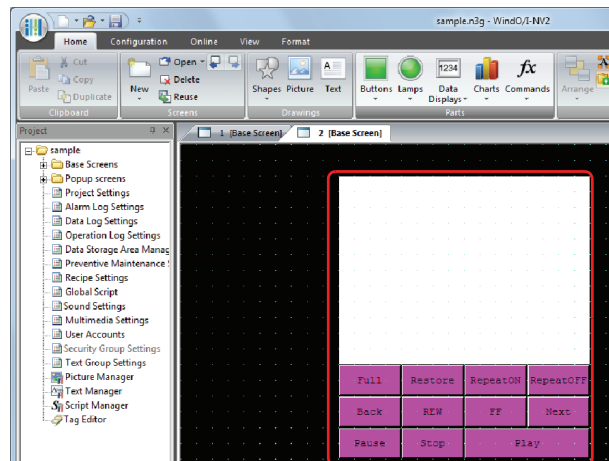 sample.n3g - WindO/I-NV2
Home Configuration Online View Format
Paste
Cut
Copy
Duplicate
Clipboard
New
Open
Delete
Reuse
Screens
Shapes Picture Text
Drawings
1234
Buttons Lamps Data Displays Charts Commands
fx
Parts
Arrange
Project
1 [Base Screen] 2 [Base Screen]
sample
Base Screens
Popup screens
Project Settings
Alarm Log Settings
Data Log Settings
Operation Log Settings
Data Storage Area Manag
Preventive Maintenance S
Recipe Settings
Global Script
Sound Settings
Multimedia Settings
User Accounts
Security Group Settings
Text Group Settings
Picture Manager
Text Manager
Script Manager
Tag Editor
Full Restore RepeatON RepeatOFF
Back REW FF Next
Pause Stop Play